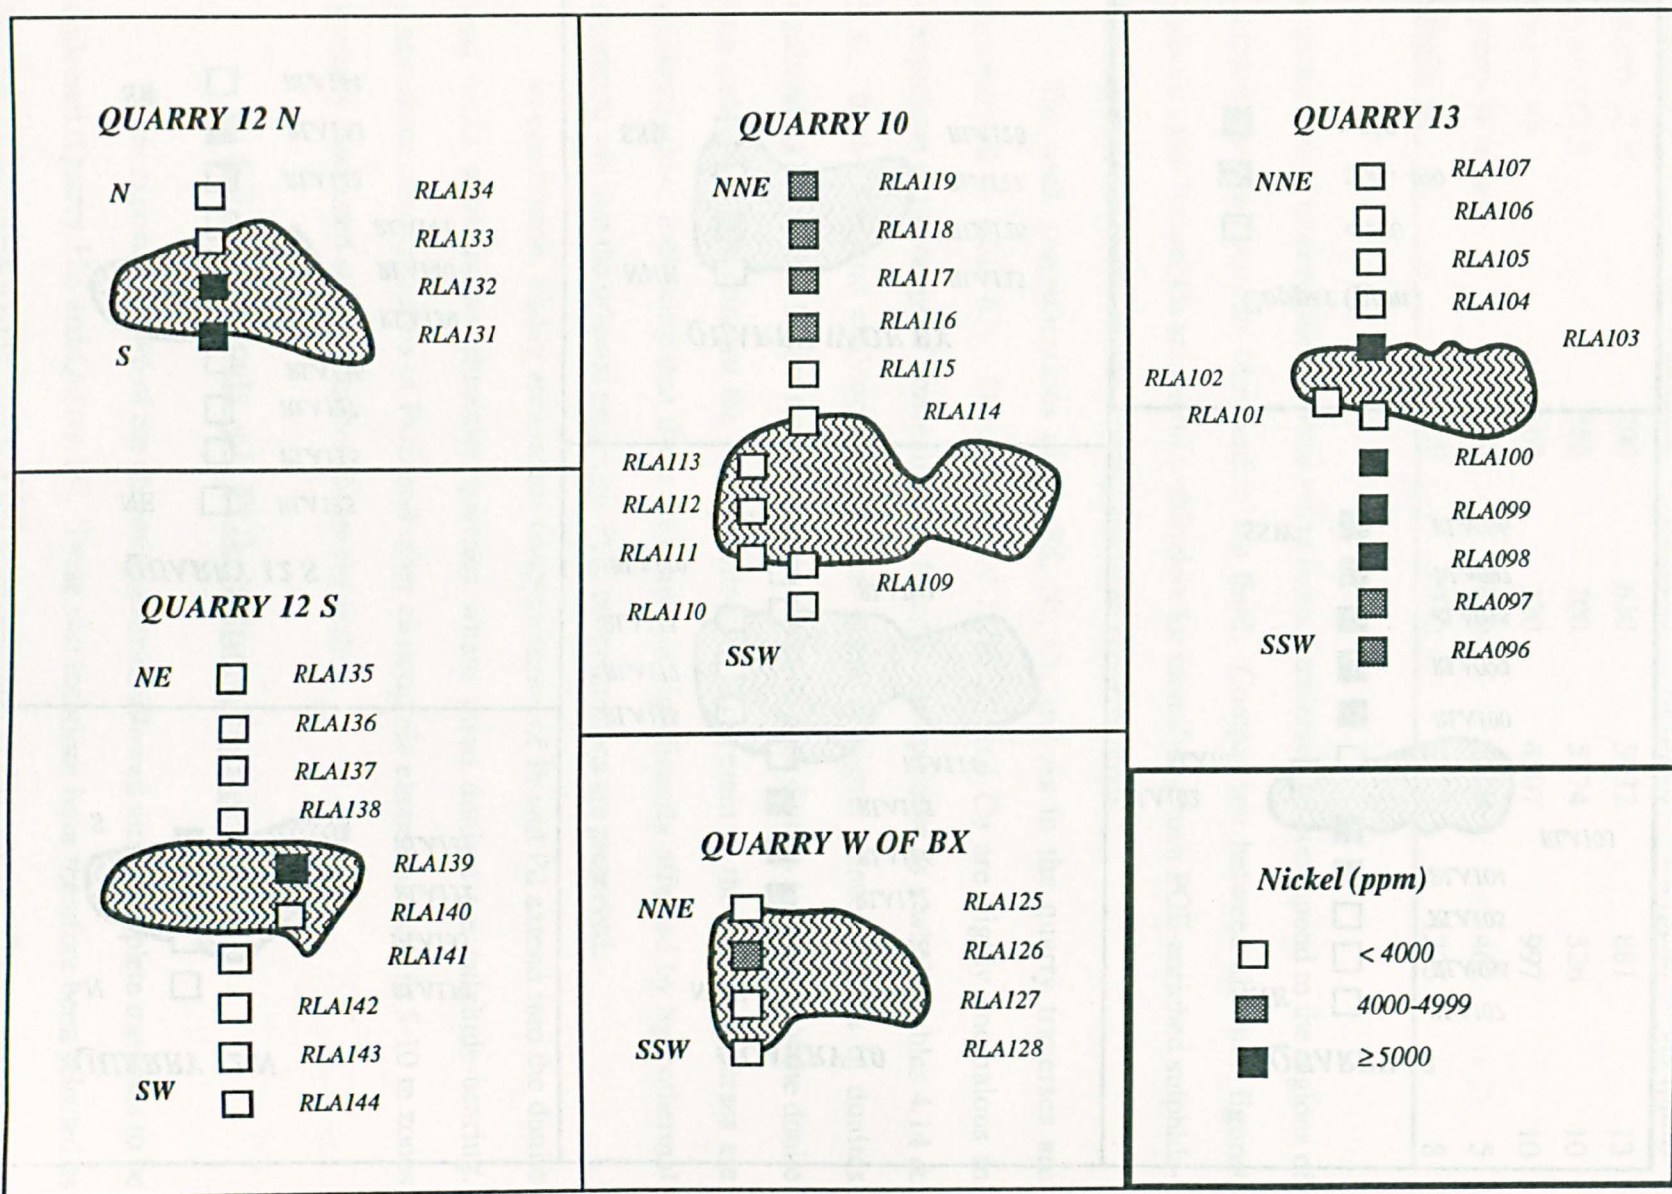 QUARRY 12 N
N
RLA134
RLA133
RLA132
RLA131
S
QUARRY 12 S
NE
RLA135
RLA136
RLA137
RLA138
RLA139
RLA140
RLA141
RLA142
RLA143
SW
RLA144
QUARRY 10
NNE
RLA119
RLA118
RLA117
RLA116
RLA115
RLA114
RLA113
RLA112
RLA111
RLA109
RLA110
SSW
QUARRY W OF BX
NNE
RLA125
RLA126
RLA127
SSW
RLA128
QUARRY 13
NNE
RLA107
RLA106
RLA105
RLA104
RLA103
RLA102
RLA101
RLA100
RLA099
RLA098
RLA097
SSW
RLA096
Nickel (ppm)
< 4000
4000-4999
≥ 5000